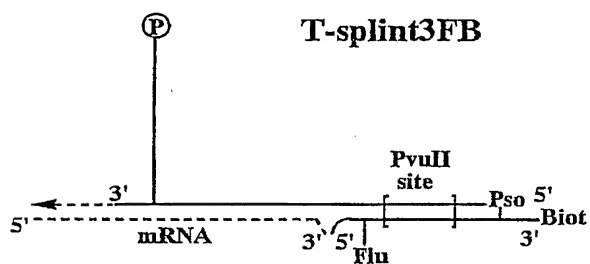 P
T-splint3FB
PvuII
site
3'
Pso
5'
5'
Biot
mRNA
3'
5'
3'
Flu